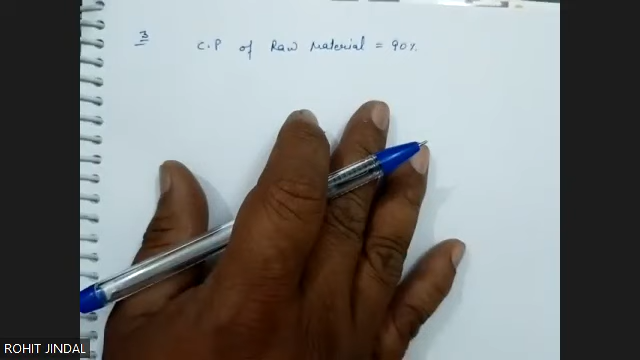 3
C.P of Raw Material = 90%.
ROHIT JINDAL